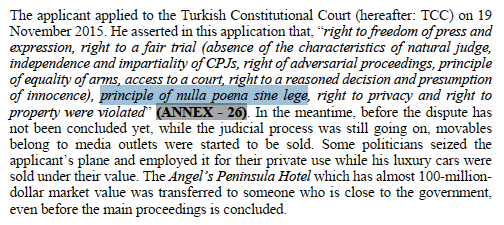 The applicant applied to the Turkish Constitutional Court (hereafter: TCC) on 19
November 2015. He asserted in this application that, “right to freedom of press and
expression, right to a fair trial (absence of the characteristics of natural judge,
independence and impartiality of CPJs, right of adversarial proceedings, principle
of equality of arms, access to a court, right to a reasoned decision and presumption
of innocence), principle of nulla poena sine lege, right to privacy and right to
property were violated” (ANNEX - 26). In the meantime, before the dispute has
not been concluded yet, while the judicial process was still going on, movables
belong to media outlets were started to be sold. Some politicians seized the
applicant’s plane and employed it for their private use while his luxury cars were
sold under their value. The Angel’s Peninsula Hotel which has almost 100-million-
dollar market value was transferred to someone who is close to the government,
even before the main proceedings is concluded.